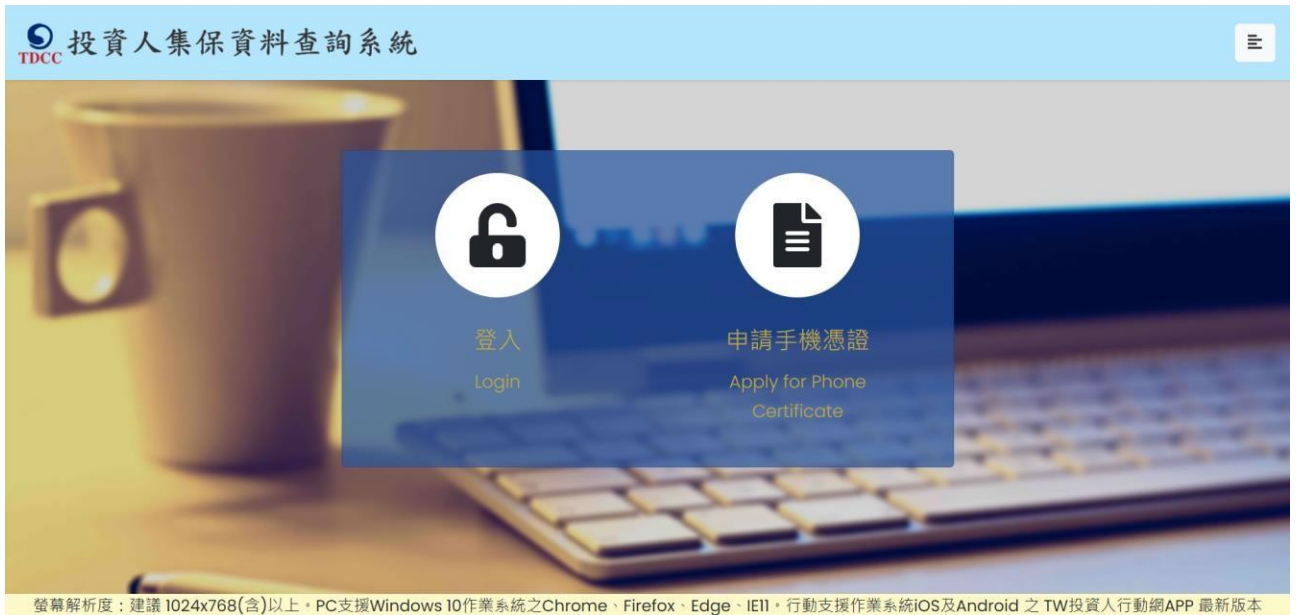 TDCC 投資人集保資料查詢系統
登入
Login
申請手機憑證
Apply for Phone
Certificate
螢幕解析度：建議 1024x768(含)以上。PC支援Windows 10作業系統之Chrome、Firefox、Edge、IE11。行動支援作業系統iOS及Android 之 TW投資人行動網APP 最新版本